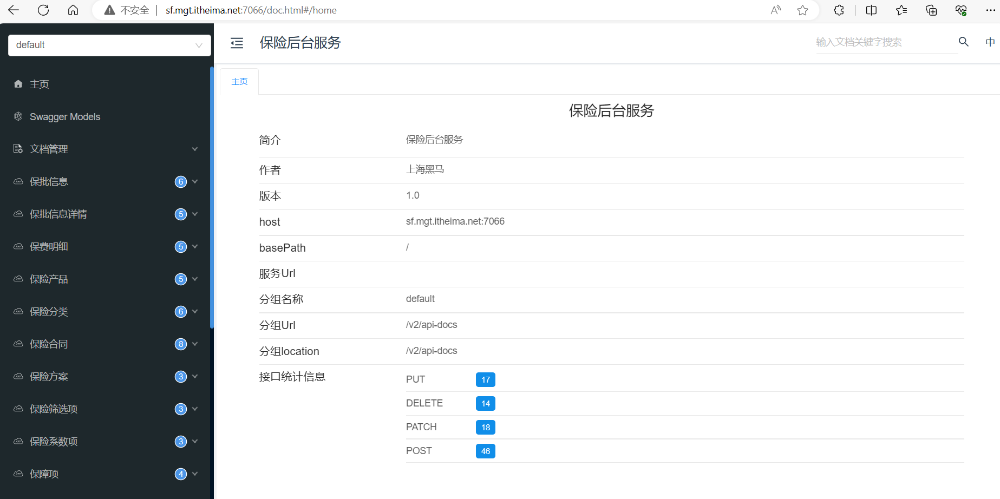 不安全 sf.mgt.itheima.net:7066/doc.html#/home
default
保险后台服务
输入文档关键字搜索
中
主页
Swagger Models
文档管理
保批信息 6
保批信息详情 5
保费明细 5
保险产品 5
保险分类 6
保险合同 8
保险方案 3
保险筛选项 3
保险系数项 3
保障项 4
主页
保险后台服务
简介 保险后台服务
作者 上海黑马
版本 1.0
host sf.mgt.itheima.net:7066
basePath /
服务Url
分组名称 default
分组Url /v2/api-docs
分组location /v2/api-docs
接口统计信息 PUT 17
DELETE 14
PATCH 18
POST 46